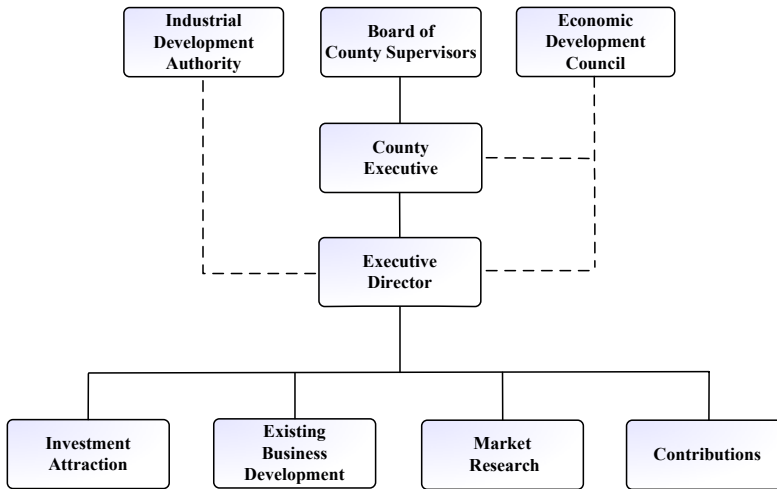 Industrial
Development
Authority
Board of
County Supervisors
Economic
Development
Council
County
Executive
Executive
Director
Investment
Attraction
Existing
Business
Development
Market
Research
Contributions